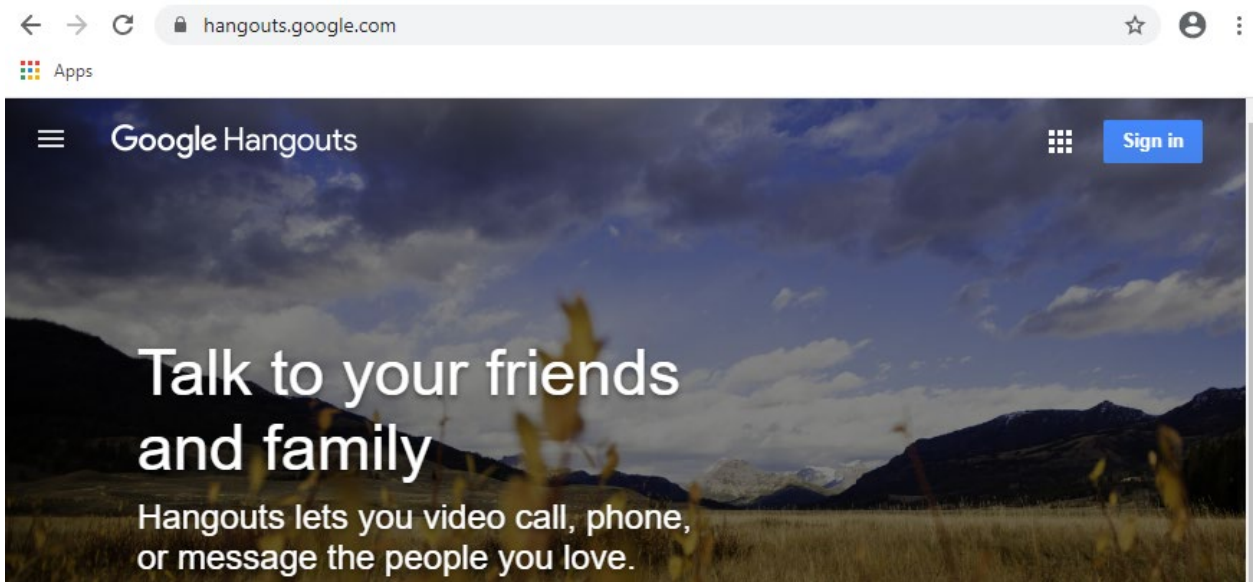 hangouts.google.com
Apps
Google Hangouts
Sign in
Talk to your friends
and family
Hangouts lets you video call, phone,
or message the people you love.